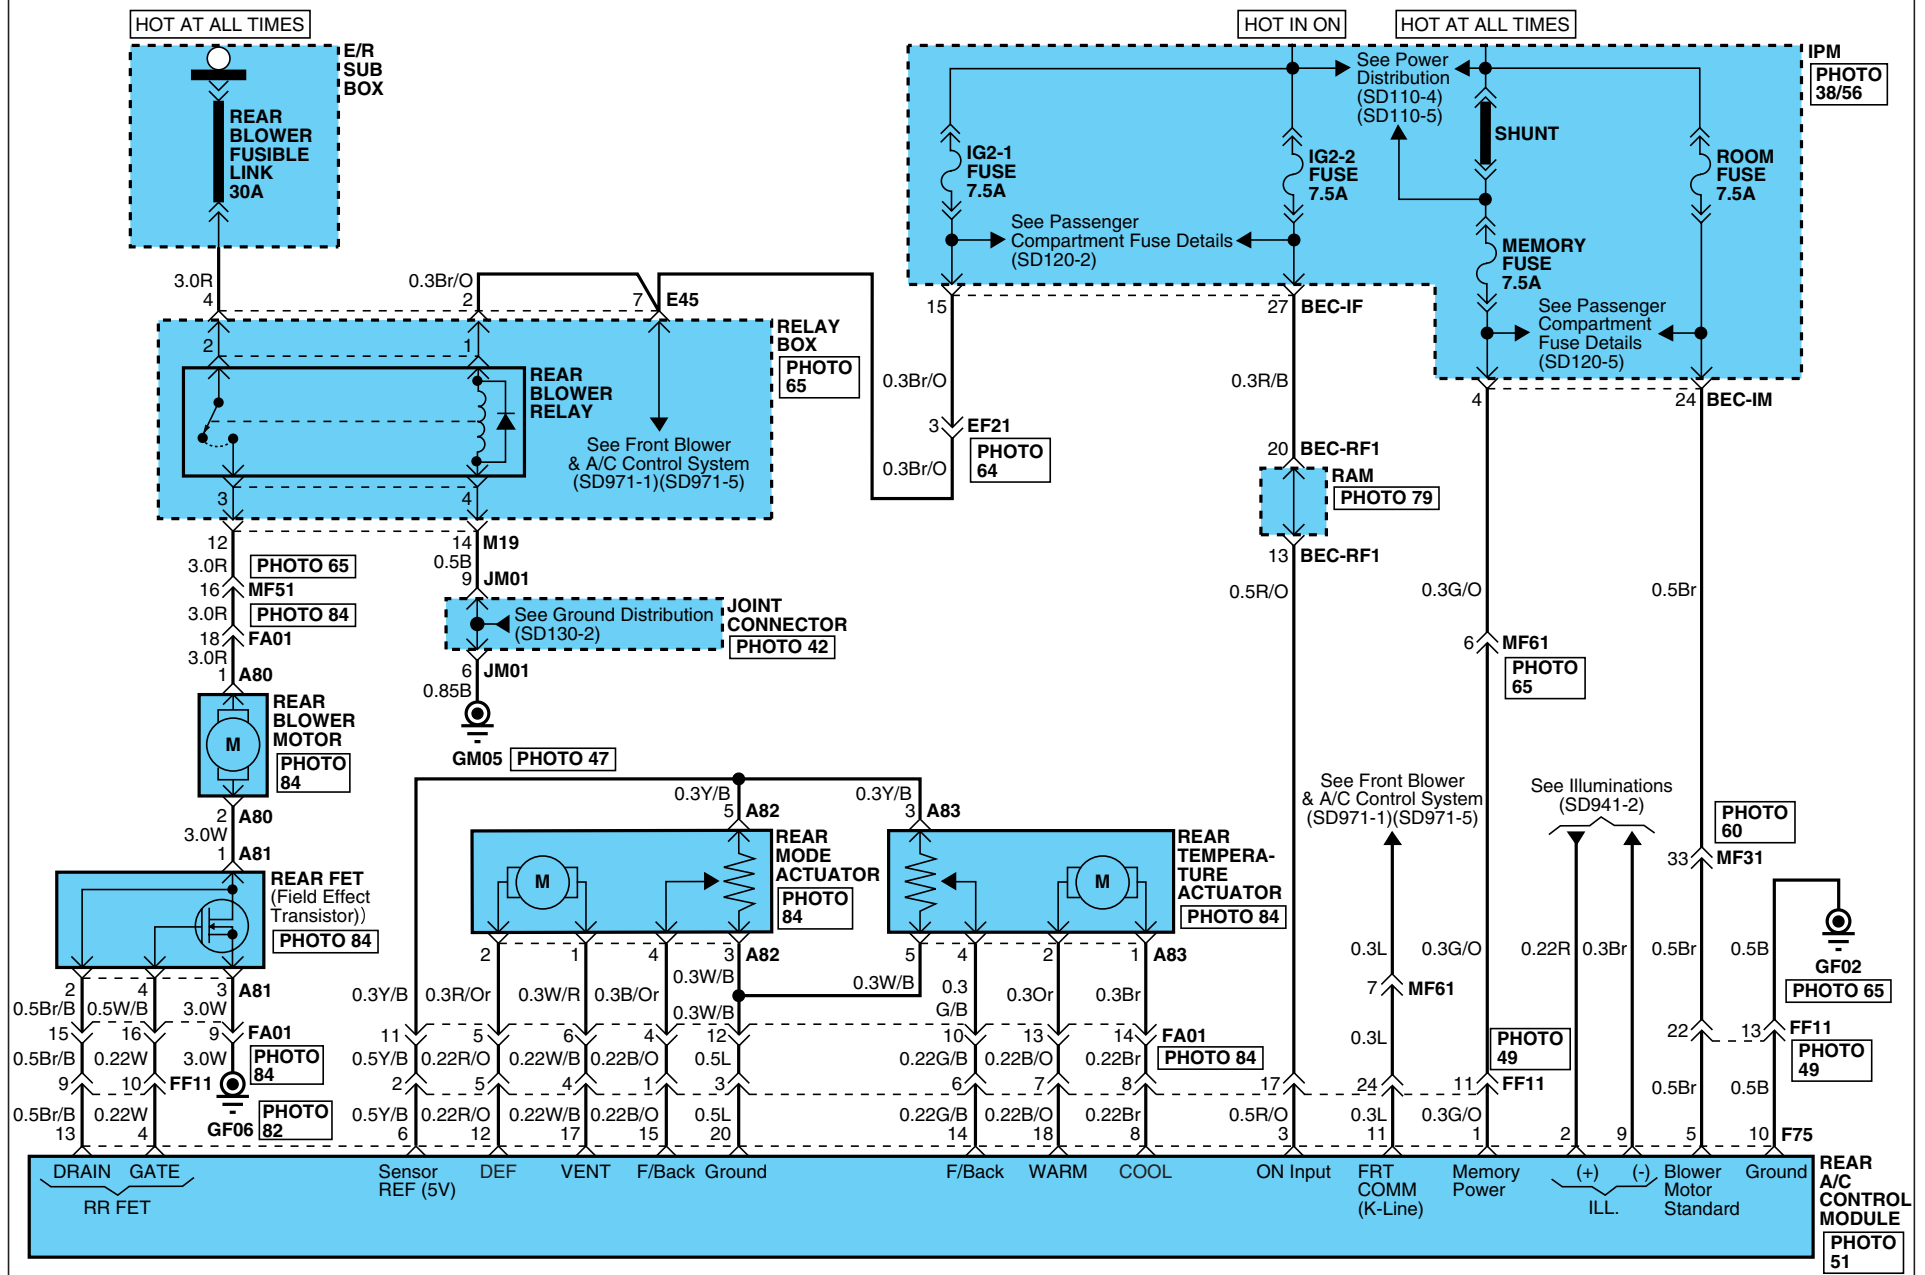 HOT AT ALL TIMES
HOT IN ON
HOT AT ALL TIMES
E/R
SUB
BOX
REAR
BLOWER
FUSIBLE
LINK
30A
IPM
PHOTO
38/56
See Power
Distribution
(SD110-4)
(SD110-5)
SHUNT
IG2-1
FUSE
7.5A
IG2-2
FUSE
7.5A
ROOM
FUSE
7.5A
See Passenger
Compartment Fuse Details
(SD120-2)
MEMORY
FUSE
7.5A
See Passenger
Compartment
Fuse Details
(SD120-5)
3.0R
4
0.3Br/O
2
7
E45
15
27
BEC-IF
4
24
BEC-IM
RELAY
BOX
PHOTO
65
2
1
REAR
BLOWER
RELAY
See Front Blower
& A/C Control System
(SD971-1)(SD971-5)
3
4
0.3Br/O
3
EF21
PHOTO
64
0.3Br/O
0.3R/B
20
BEC-RF1
RAM
PHOTO 79
13
BEC-RF1
0.5R/O
0.3G/O
0.5Br
12
14
M19
3.0R
PHOTO 65
0.5B
16
MF51
9
JM01
3.0R
PHOTO 84
See Ground Distribution
(SD130-2)
JOINT
CONNECTOR
PHOTO 42
18
FA01
3.0R
6
JM01
0.85B
1
A80
GM05
PHOTO 47
6
MF61
PHOTO
65
REAR
BLOWER
MOTOR
PHOTO
84
M
2
A80
3.0W
1
A81
REAR FET
(Field Effect
Transistor))
PHOTO 84
0.3Y/B
5
A82
0.3Y/B
3
A83
REAR
MODE
ACTUATOR
PHOTO
84
M
REAR
TEMPERA-
TURE
ACTUATOR
PHOTO 84
M
See Front Blower
& A/C Control System
(SD971-1)(SD971-5)
See Illuminations
(SD941-2)
PHOTO
60
33
MF31
2
4
3
A81
2
1
4
3
A82
5
4
2
1
A83
0.3L
0.3G/O
0.22R
0.3Br
0.5Br
0.5B
GF02
PHOTO 65
0.5Br/B
0.5W/B
3.0W
0.3Y/B
0.3R/Or
0.3W/R
0.3B/Or
0.3W/B
0.3W/B
0.3W/B
0.3
G/B
0.3Or
0.3Br
7
MF61
15
16
9
FA01
PHOTO
84
11
5
6
4
12
10
13
14
FA01
PHOTO 84
0.3L
PHOTO
49
22
13
FF11
PHOTO
49
0.5Br/B
0.22W
3.0W
0.5Y/B
0.22R/O
0.22W/B
0.22B/O
0.5L
0.22G/B
0.22B/O
0.22Br
9
10
FF11
2
5
4
1
3
6
7
8
17
24
11
FF11
0.5Br
0.5B
GF06
PHOTO
82
0.5Br/B
0.22W
0.5Y/B
0.22R/O
0.22W/B
0.22B/O
0.5L
0.22G/B
0.22B/O
0.22Br
0.5R/O
0.3L
0.3G/O
13
4
6
12
17
15
20
14
18
8
3
11
1
2
9
5
10
F75
DRAIN
GATE
RR FET
Sensor
REF (5V)
DEF
VENT
F/Back
Ground
F/Back
WARM
COOL
ON Input
FRT
COMM
(K-Line)
Memory
Power
(+)
(-)
ILL.
Blower
Motor
Standard
Ground
REAR
A/C
CONTROL
MODULE
PHOTO
51